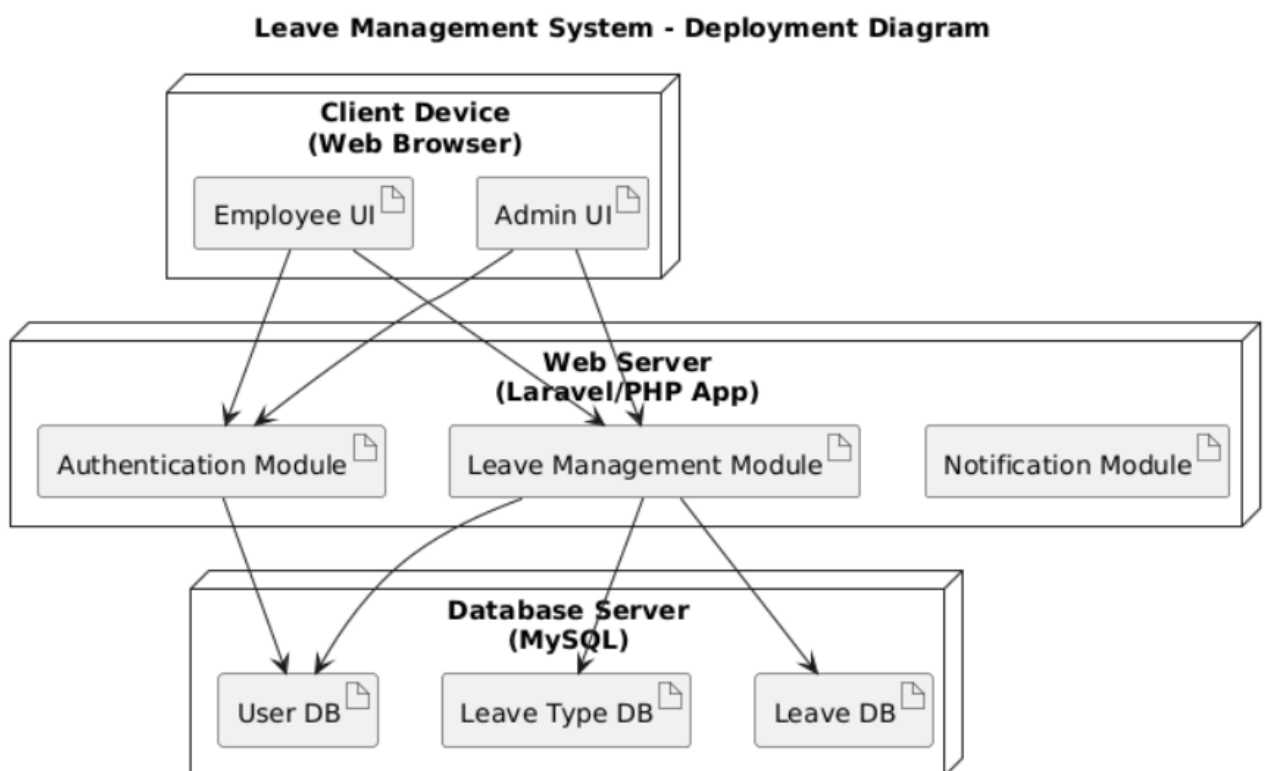 Leave Management System - Deployment Diagram
Client Device
(Web Browser)
Employee UI
Admin UI
Web Server
(Laravel/PHP App)
Authentication Module
Leave Management Module
Notification Module
Database Server
(MySQL)
User DB
Leave Type DB
Leave DB